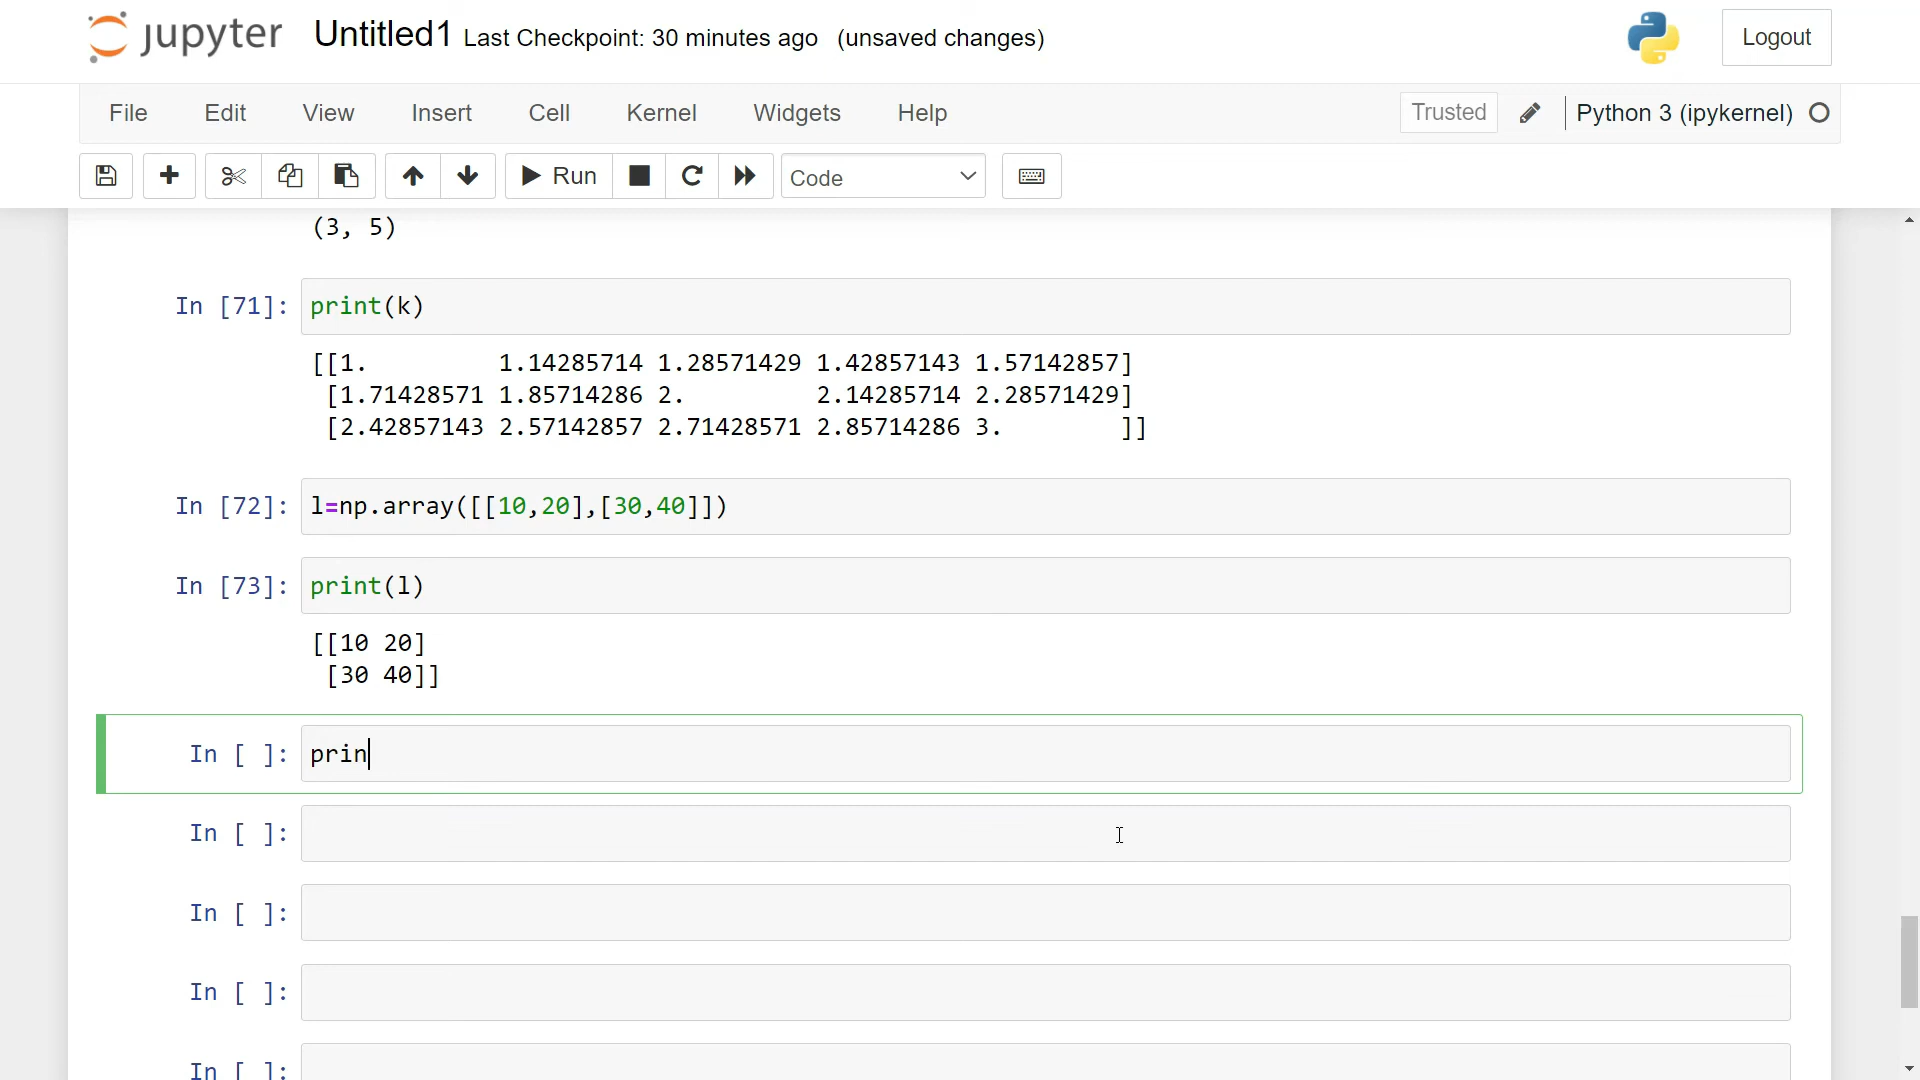 jupyter Untitled1 Last Checkpoint: 30 minutes ago (unsaved changes) Logout
File Edit View Insert Cell Kernel Widgets Help Trusted Python 3 (ipykernel)
Run Code
(3, 5)
In [71]: print(k)
[[1.         1.14285714 1.28571429 1.42857143 1.57142857]
 [1.71428571 1.85714286 2.         2.14285714 2.28571429]
 [2.42857143 2.57142857 2.71428571 2.85714286 3.        ]]
In [72]: l=np.array([[10,20],[30,40]])
In [73]: print(l)
[[10 20]
 [30 40]]
In [ ]: prin
In [ ]:
In [ ]:
In [ ]:
In [ ]: